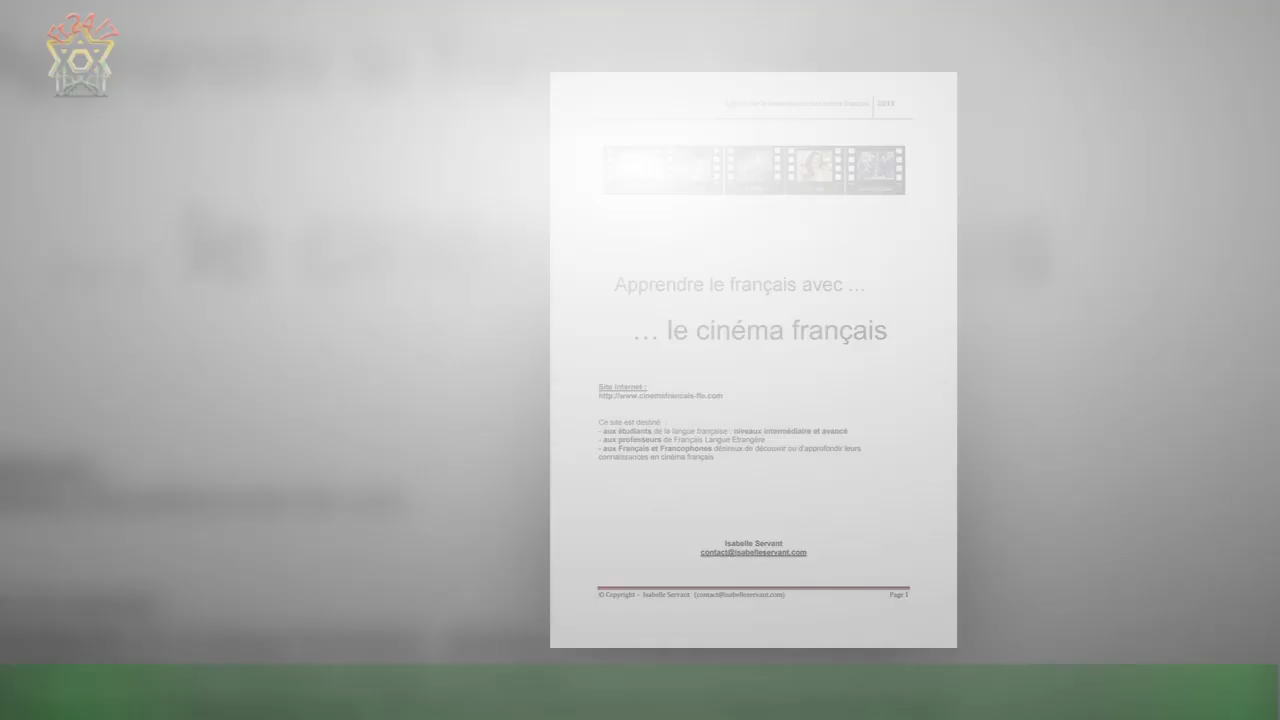 24/7
2013
Apprendre le français avec …
… le cinéma français
Site Internet :
http://www.cinemafrancais-fle.com
Ce site est destiné :
- aux étudiants de la langue française : niveaux intermédiaire et avancé
- aux professeurs de Français Langue Etrangère
- aux Français et Francophones désireux de découvrir ou d'approfondir leurs
connaissances en cinéma français
Isabelle Servant
contact@isabelleservant.com
© Copyright – Isabelle Servant (contact@isabelleservant.com) Page 1